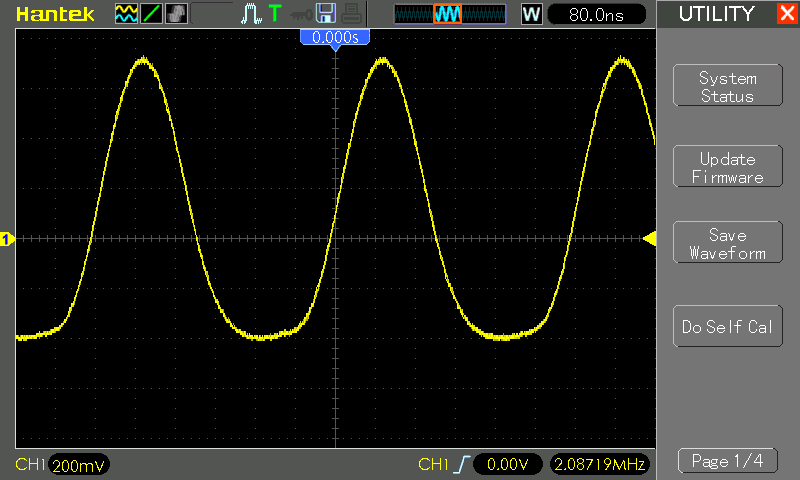 Hantek
T
W
80.0ns
UTILITY
0.000s
System
Status
Update
Firmware
Save
Waveform
Do Self Cal
1
CH1 200mV
CH1 0.00V 2.08719MHz
Page 1/4